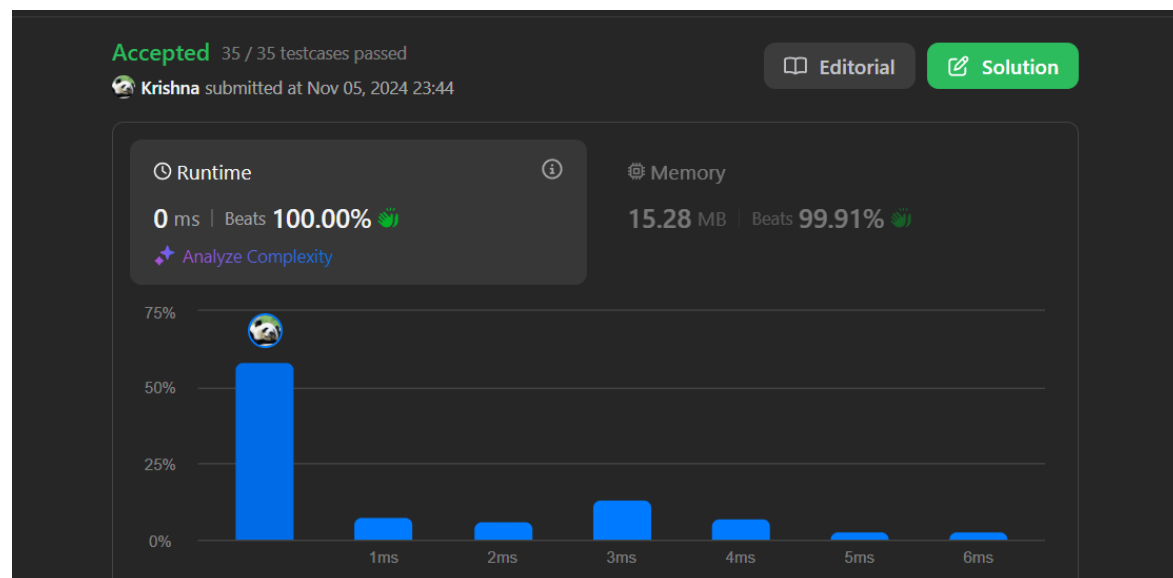 Accepted 35 / 35 testcases passed
Krishna submitted at Nov 05, 2024 23:44
Editorial
Solution
Runtime
0 ms | Beats 100.00%
Analyze Complexity
Memory
15.28 MB | Beats 99.91%
75%
50%
25%
0%
1ms 2ms 3ms 4ms 5ms 6ms